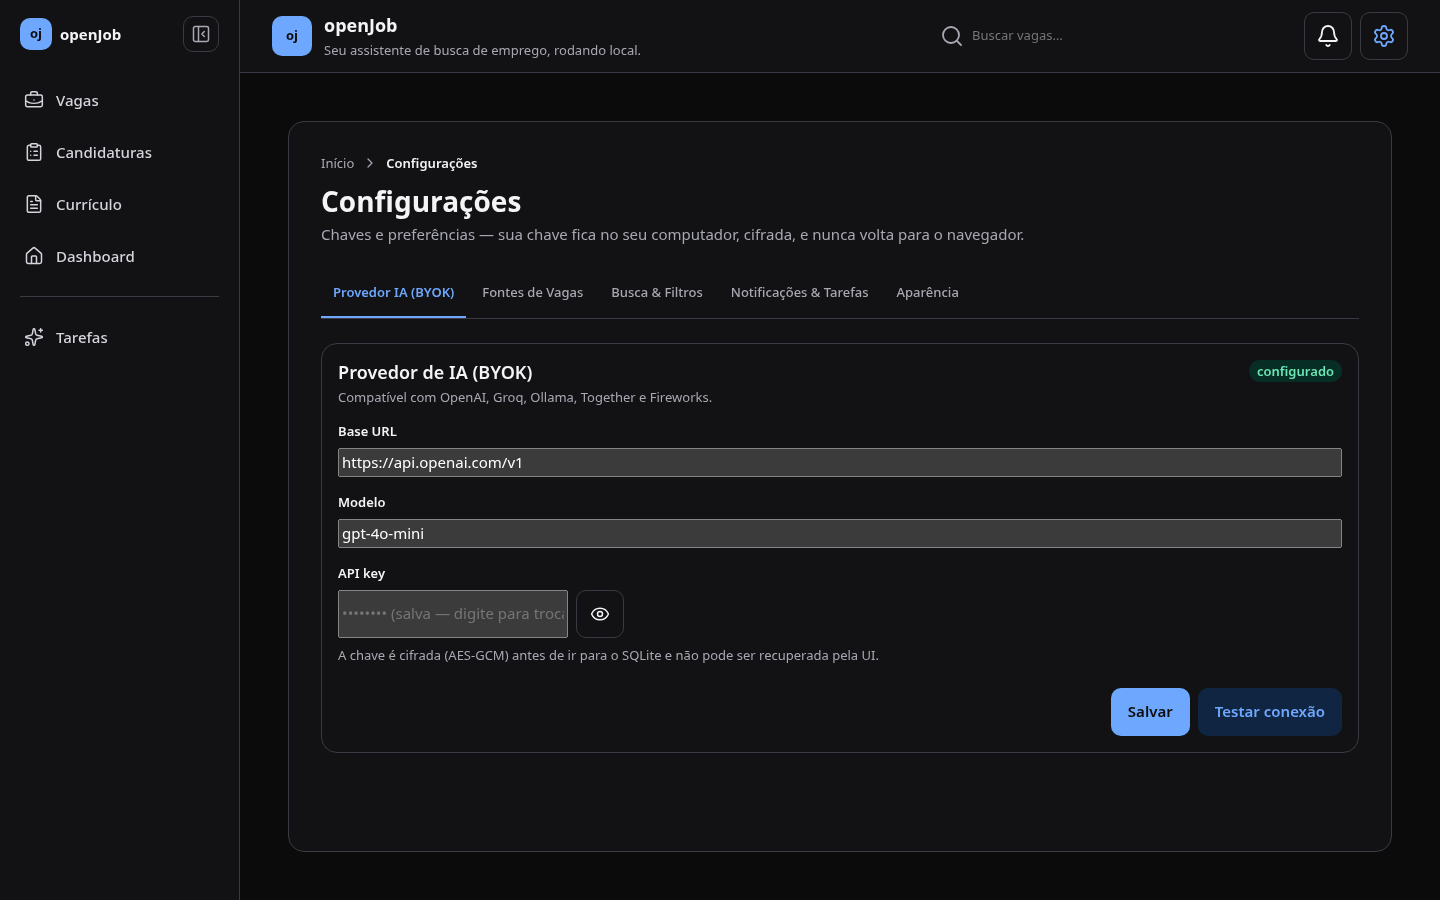 oj
openJob
Vagas
Candidaturas
Currículo
Dashboard
Tarefas
oj
openJob
Seu assistente de busca de emprego, rodando local.
Buscar vagas...
Início
Configurações
Configurações
Chaves e preferências — sua chave fica no seu computador, cifrada, e nunca volta para o navegador.
Provedor IA (BYOK)
Fontes de Vagas
Busca & Filtros
Notificações & Tarefas
Aparência
Provedor de IA (BYOK)
configurado
Compatível com OpenAI, Groq, Ollama, Together e Fireworks.
Base URL
https://api.openai.com/v1
Modelo
gpt-4o-mini
API key
•••••••• (salva — digite para troca
A chave é cifrada (AES-GCM) antes de ir para o SQLite e não pode ser recuperada pela UI.
Salvar
Testar conexão